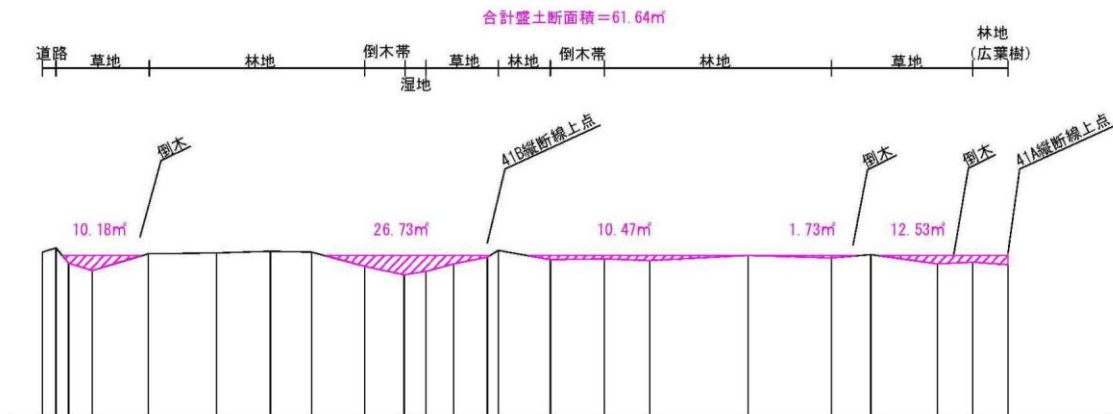 合計盛土断面積＝61.64㎡
道路
草地
林地
倒木帯
湿地
草地
林地
倒木帯
林地
草地
林地
(広葉樹)
倒木
41B縦断線上点
倒木
倒木
41A縦断線上点
10.18㎡
26.73㎡
10.47㎡
1.73㎡
12.53㎡